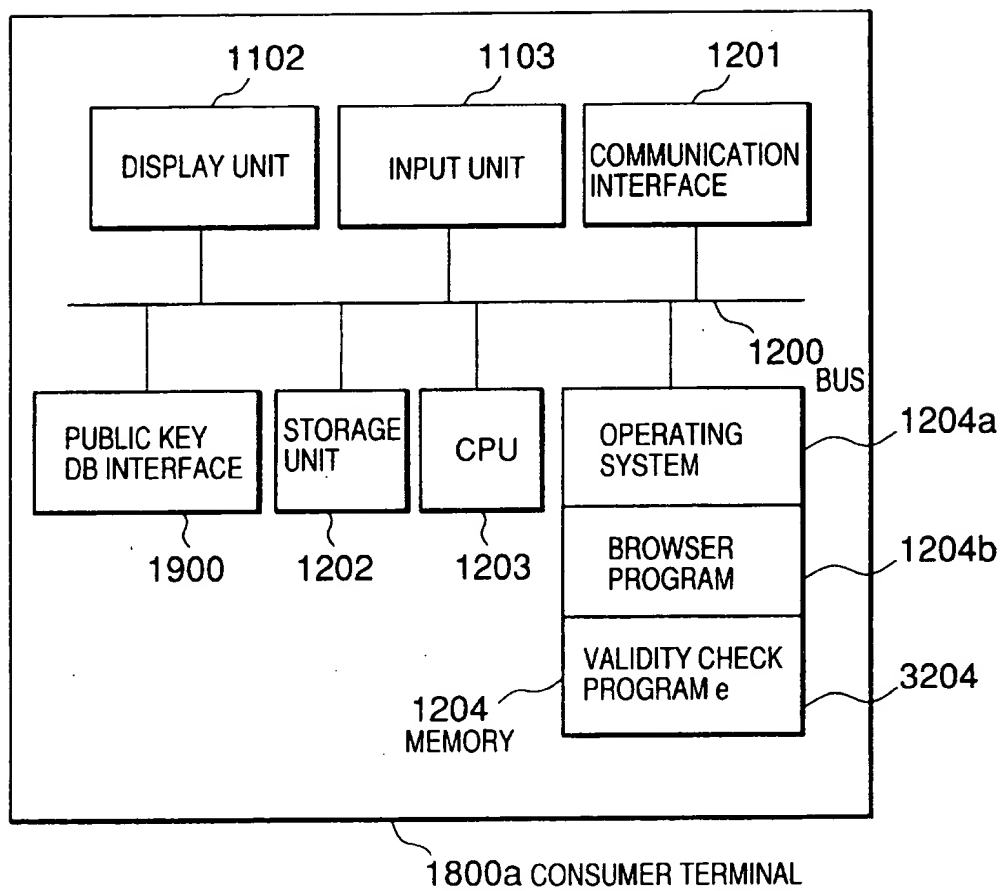 1102
1103
1201
DISPLAY UNIT
INPUT UNIT
COMMUNICATION
INTERFACE
1200
BUS
PUBLIC KEY
DB INTERFACE
STORAGE
UNIT
CPU
OPERATING
SYSTEM
1204a
BROWSER
PROGRAM
1204b
VALIDITY CHECK
PROGRAM e
3204
1900
1202
1203
1204
MEMORY
1800a CONSUMER TERMINAL